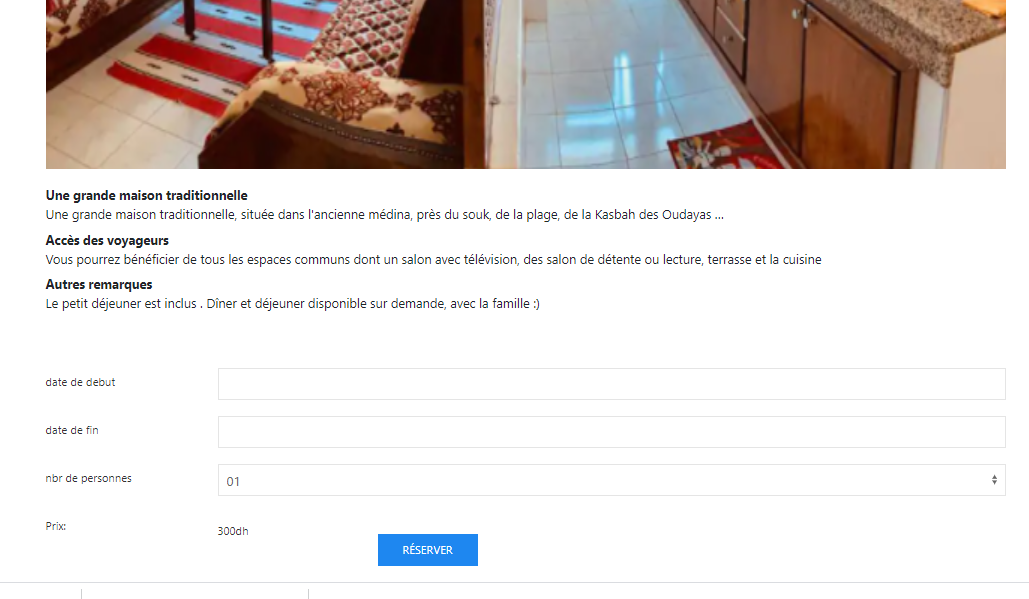 Une grande maison traditionnelle
Une grande maison traditionnelle, située dans l'ancienne médina, près du souk, de la plage, de la Kasbah des Oudayas ...
Accès des voyageurs
Vous pourrez bénéficier de tous les espaces communs dont un salon avec télévision, des salon de détente ou lecture, terrasse et la cuisine
Autres remarques
Le petit déjeuner est inclus . Dîner et déjeuner disponible sur demande, avec la famille :)
date de debut
date de fin
nbr de personnes
01
Prix:
300dh
RÉSERVER